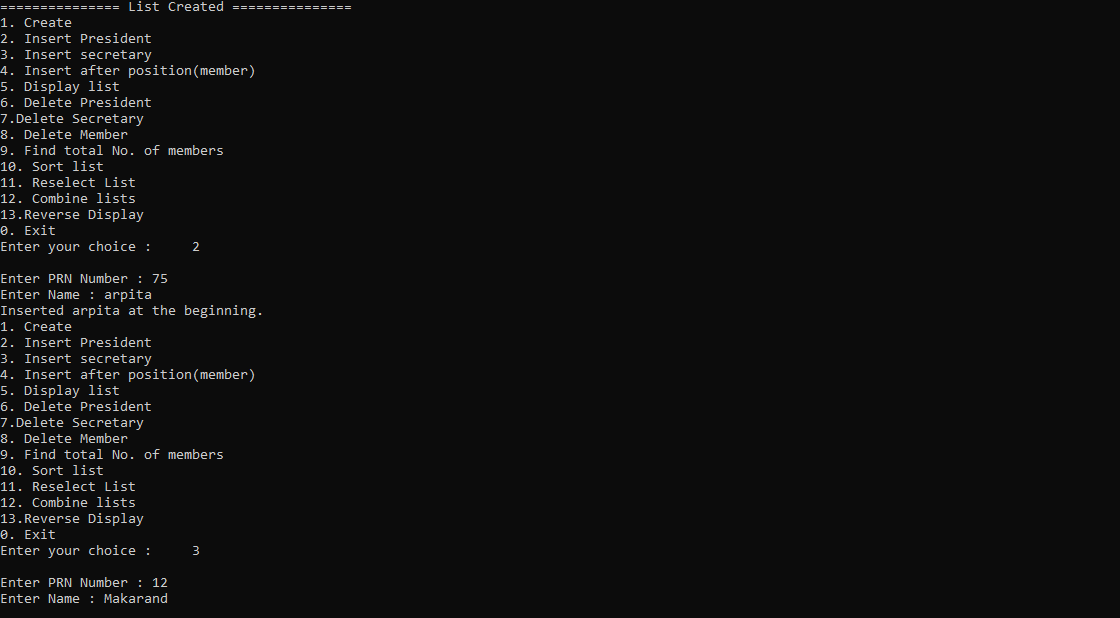 =============== List Created ===============
1. Create
2. Insert President
3. Insert secretary
4. Insert after position(member)
5. Display list
6. Delete President
7.Delete Secretary
8. Delete Member
9. Find total No. of members
10. Sort list
11. Reselect List
12. Combine lists
13.Reverse Display
0. Exit
Enter your choice :     2
Enter PRN Number : 75
Enter Name : arpita
Inserted arpita at the beginning.
1. Create
2. Insert President
3. Insert secretary
4. Insert after position(member)
5. Display list
6. Delete President
7.Delete Secretary
8. Delete Member
9. Find total No. of members
10. Sort list
11. Reselect List
12. Combine lists
13.Reverse Display
0. Exit
Enter your choice :     3
Enter PRN Number : 12
Enter Name : Makarand